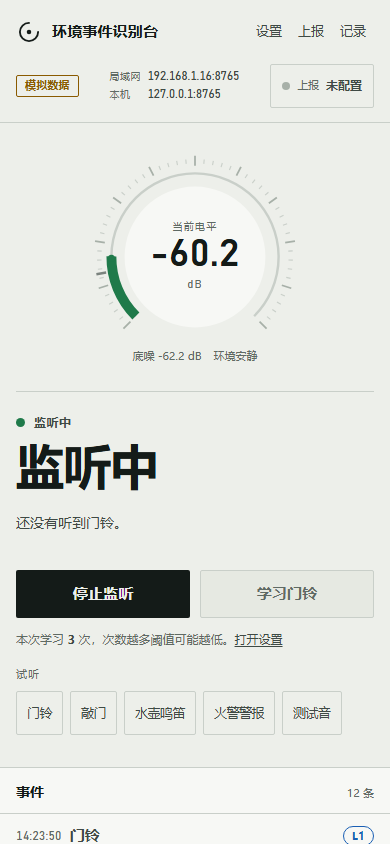 环境事件识别台
设置 上报 记录
模拟数据
局域网 192.168.1.16:8765
本机 127.0.0.1:8765
上报 未配置
当前电平
-60.2
dB
底噪 -62.2 dB 环境安静
监听中
监听中
还没有听到门铃。
停止监听
学习门铃
本次学习 3 次，次数越多阈值可能越低。打开设置
试听
门铃
敲门
水壶鸣笛
火警警报
测试音
事件
12 条
14:23:50 门铃
L1